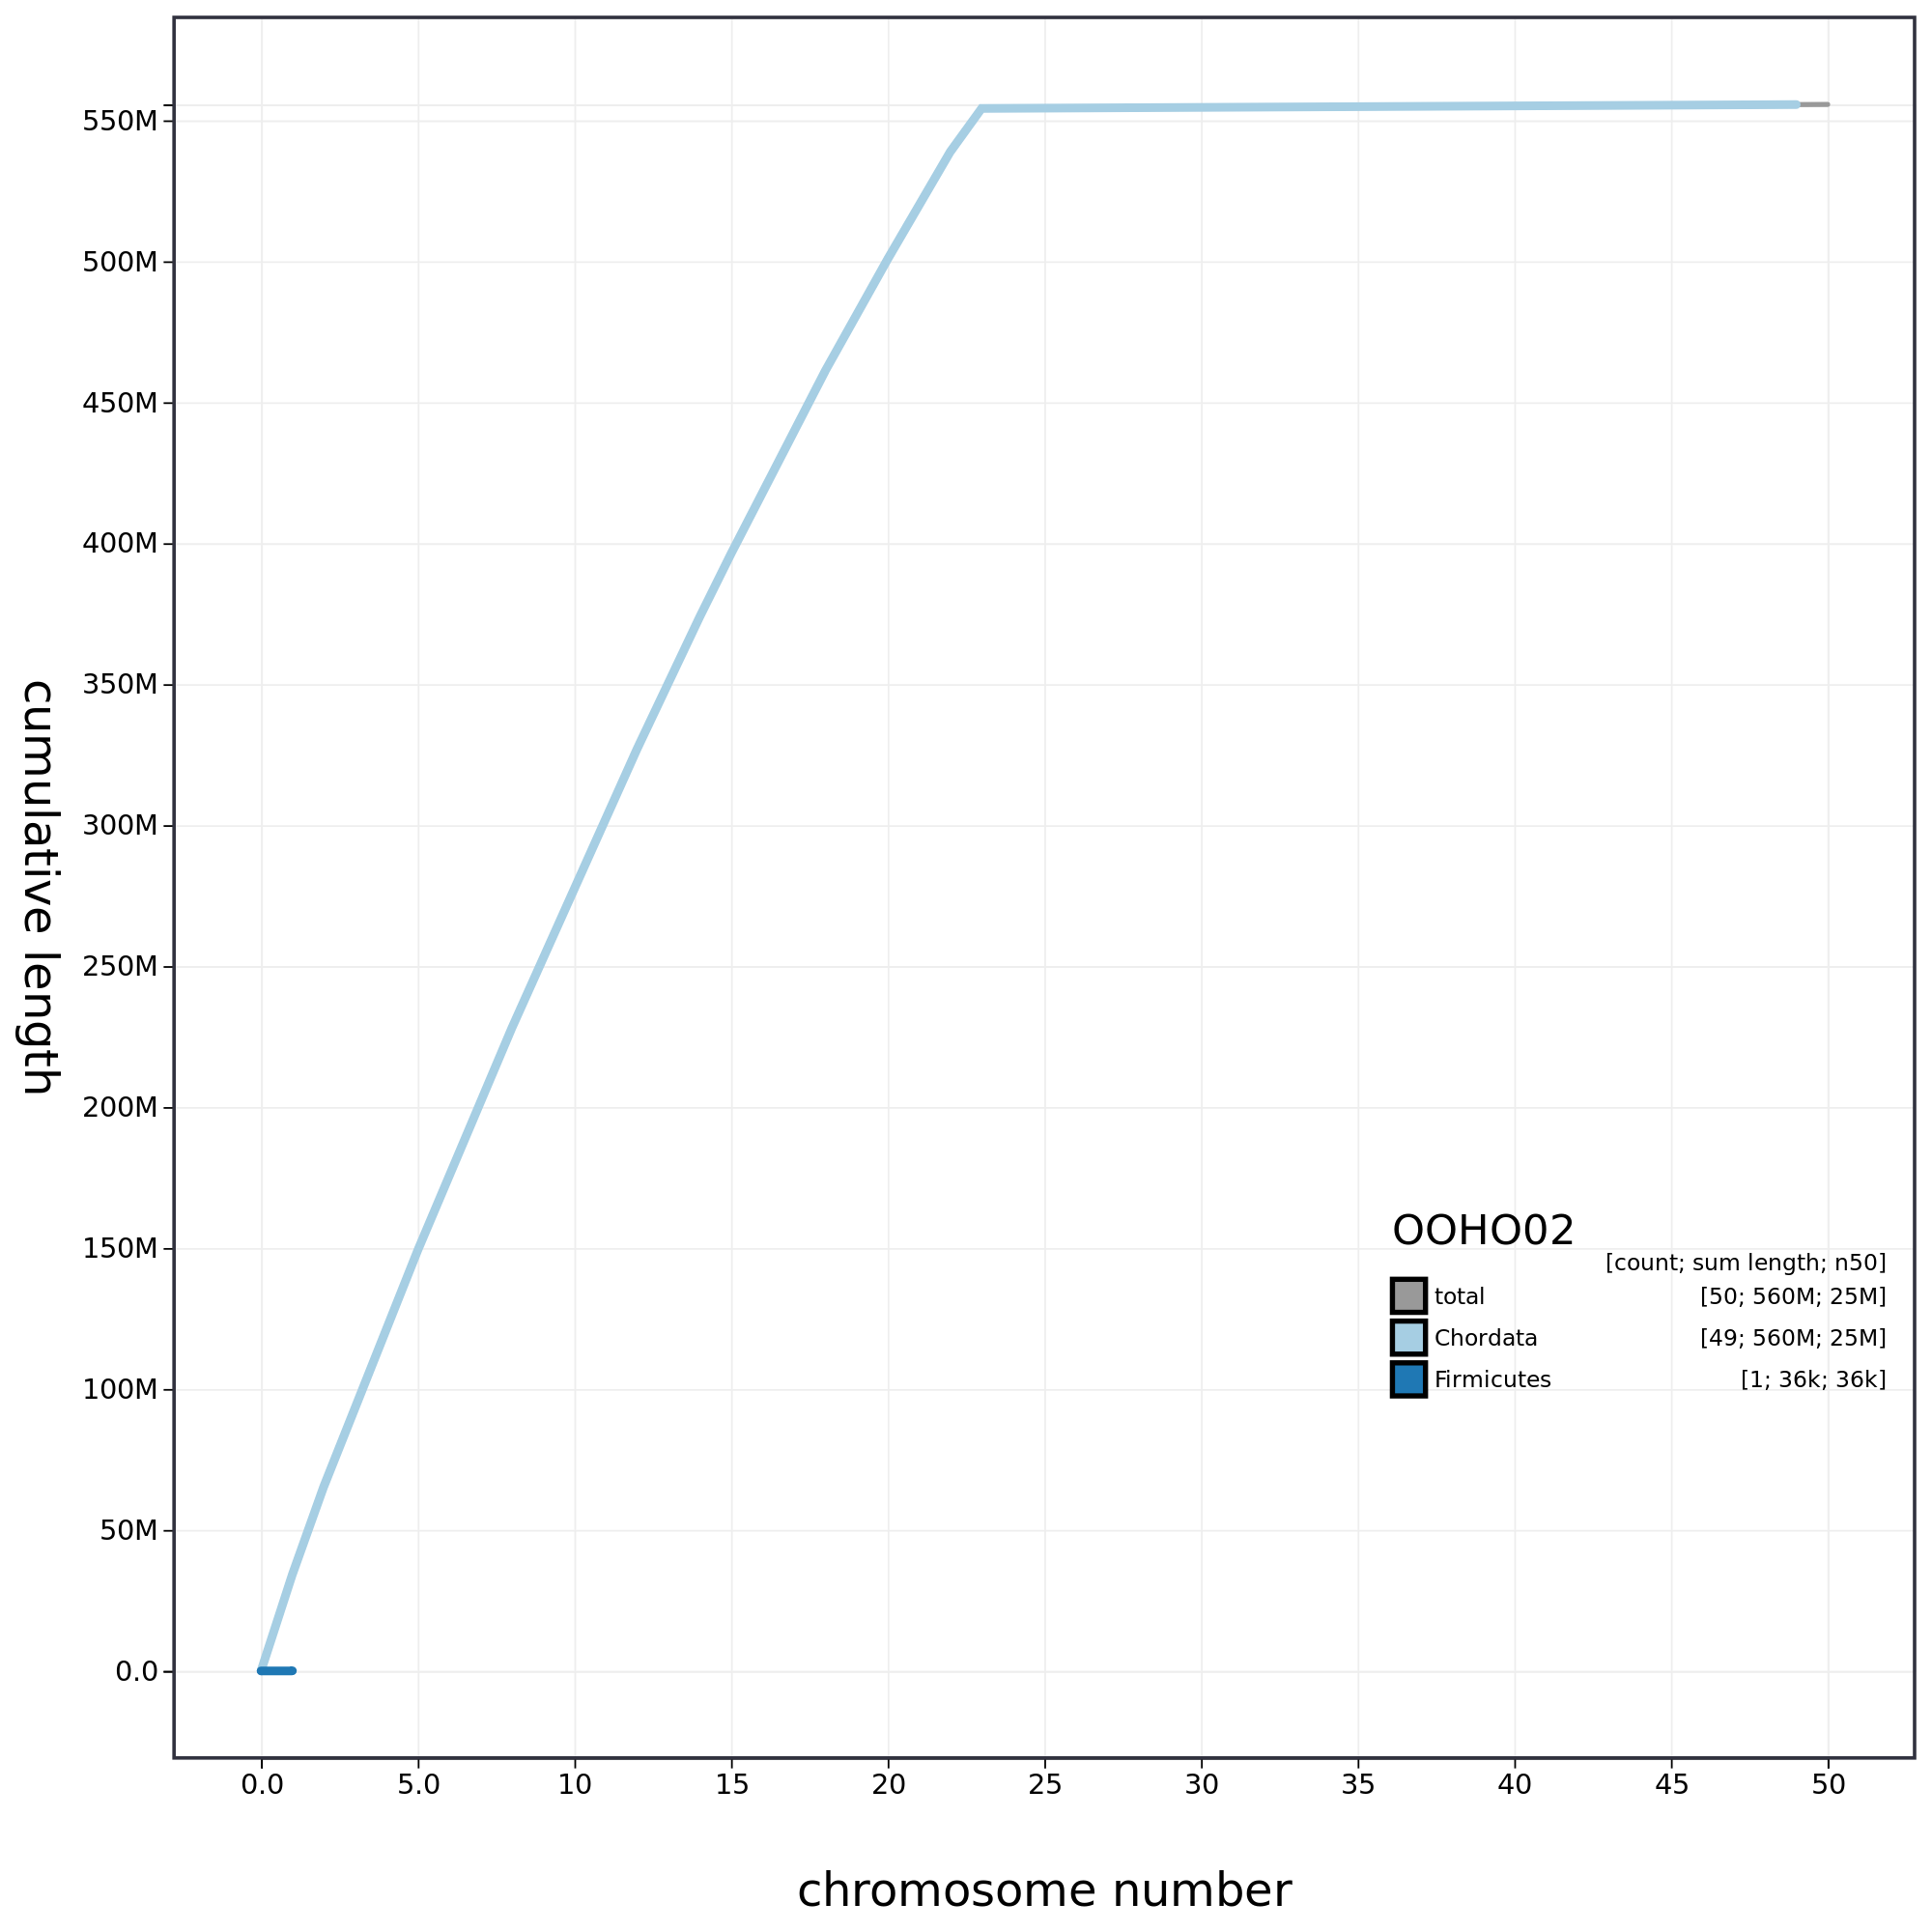 cumulative length
550M
500M
450M
400M
350M
300M
250M
200M
150M
100M
50M
0.0
OOHO02
[count; sum length; n50]
total [50; 560M; 25M]
Chordata [49; 560M; 25M]
Firmicutes [1; 36k; 36k]
0.0 5.0 10 15 20 25 30 35 40 45 50
chromosome number